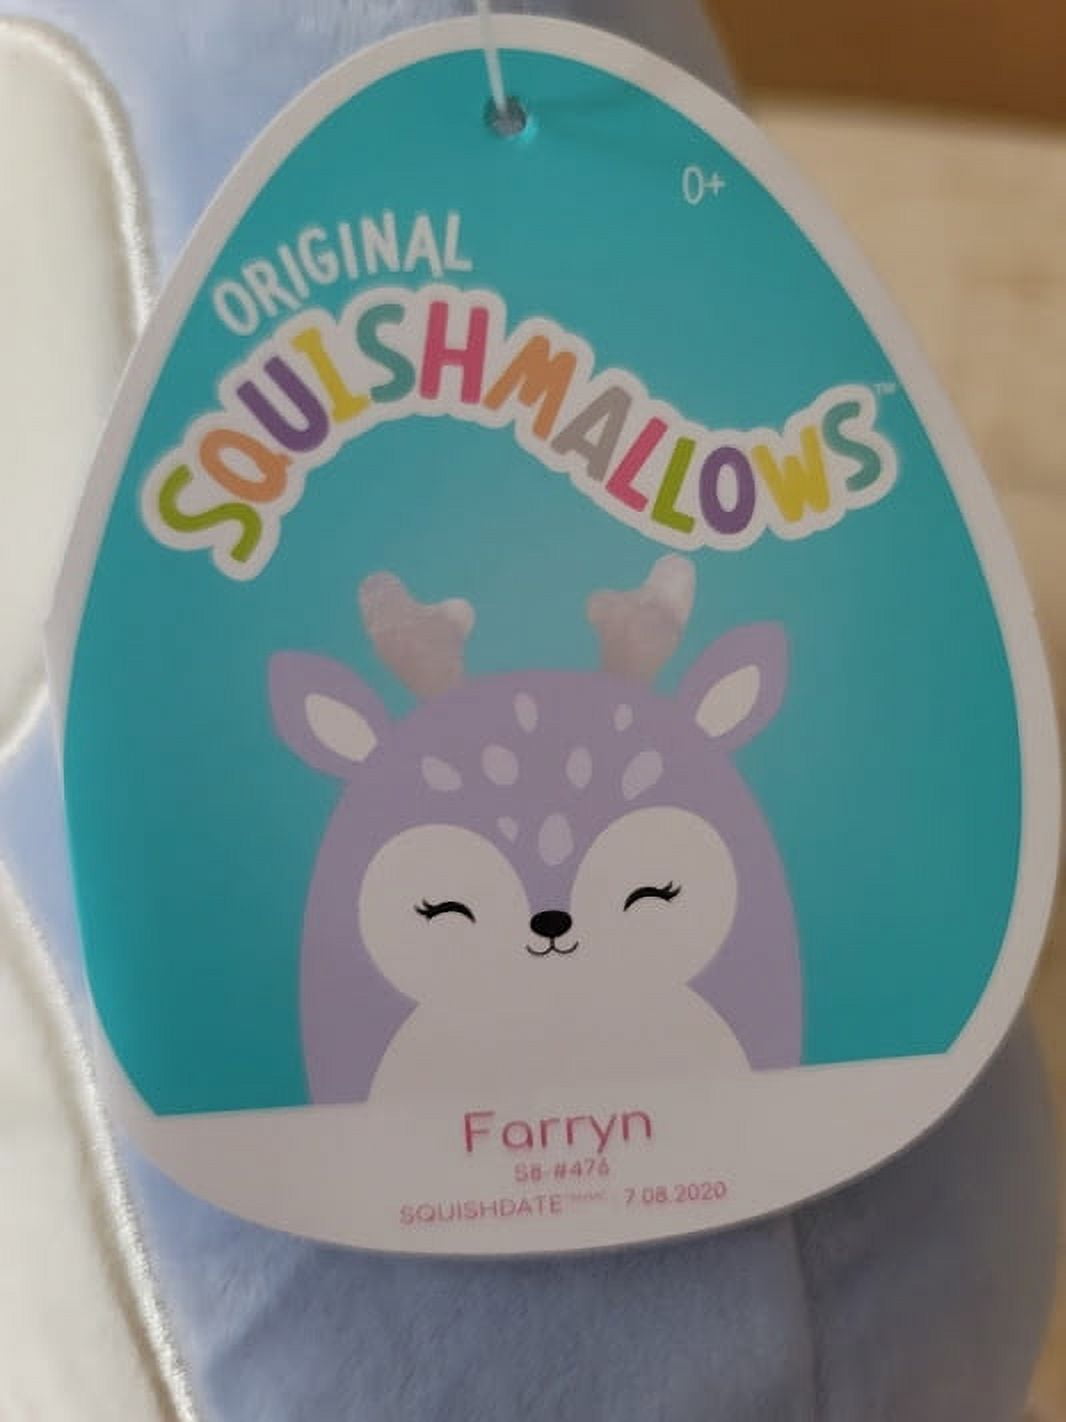 0+
ORIGINAL
SQUISHMALLOWS™
Farryn
S8-#476
SQUISHDATE 7.08.2020